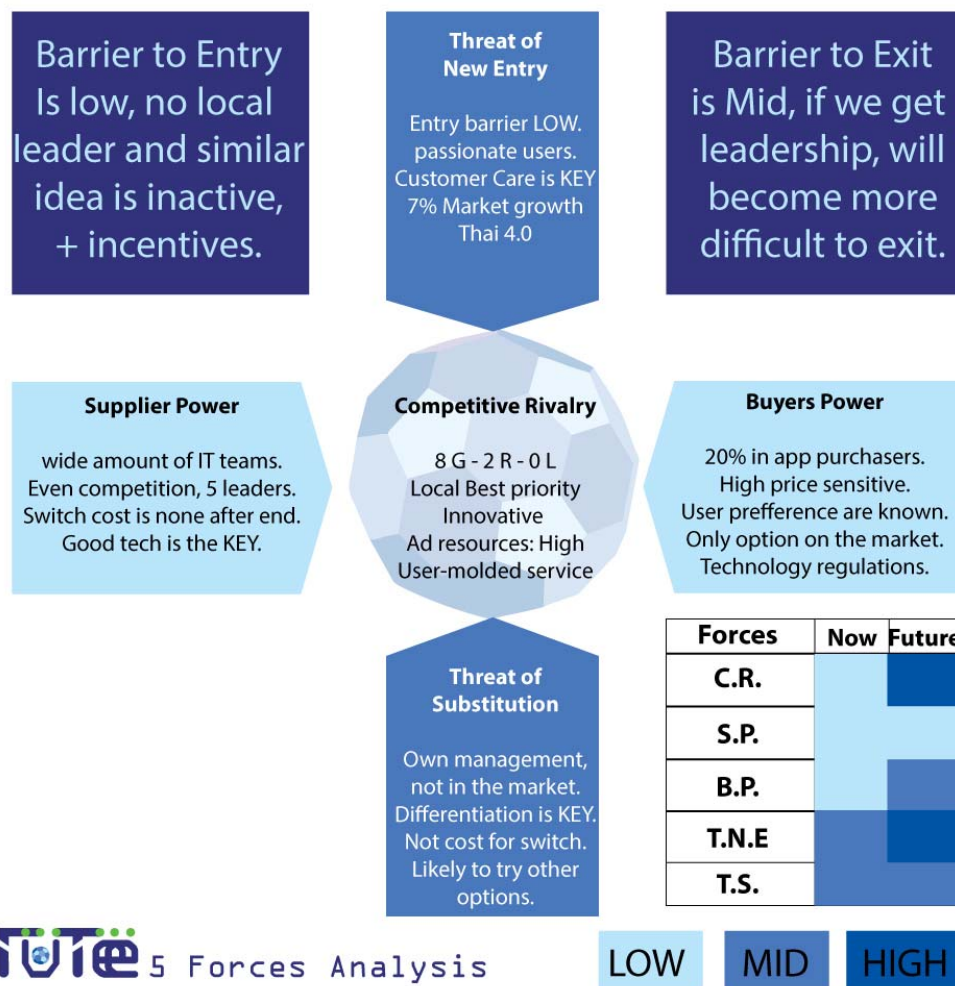 Barrier to Entry
Is low, no local
leader and similar
idea is inactive,
+ incentives.
Threat of
New Entry
Entry barrier LOW.
passionate users.
Customer Care is KEY
7% Market growth
Thai 4.0
Barrier to Exit
is Mid, if we get
leadership, will
become more
difficult to exit.
Supplier Power
wide amount of IT teams.
Even competition, 5 leaders.
Switch cost is none after end.
Good tech is the KEY.
Competitive Rivalry
8 G - 2 R - 0 L
Local Best priority
Innovative
Ad resources: High
User-molded service
Buyers Power
20% in app purchasers.
High price sensitive.
User prefference are known.
Only option on the market.
Technology regulations.
Threat of
Substitution
Own management,
not in the market.
Differentiation is KEY.
Not cost for switch.
Likely to try other
options.
Forces Now Future
C.R.
S.P.
B.P.
T.N.E
T.S.
5 Forces Analysis
LOW MID HIGH